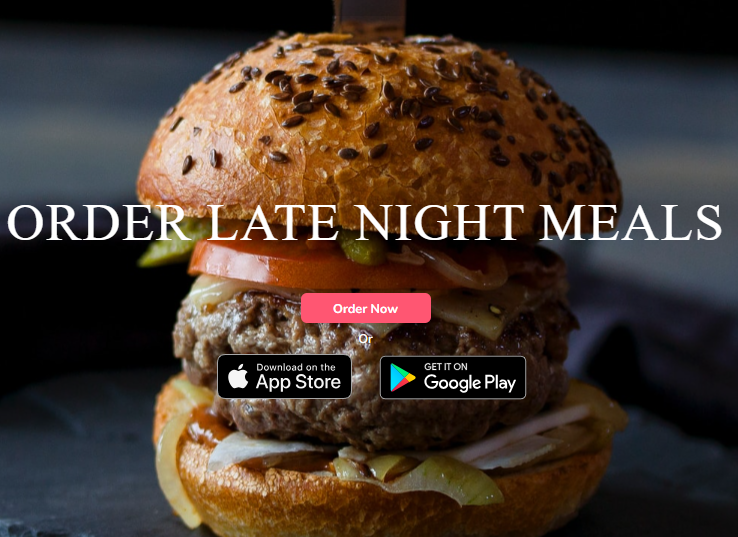 ORDER LATE NIGHT MEALS
Order Now
Or
Download on the
App Store
GET IT ON
Google Play